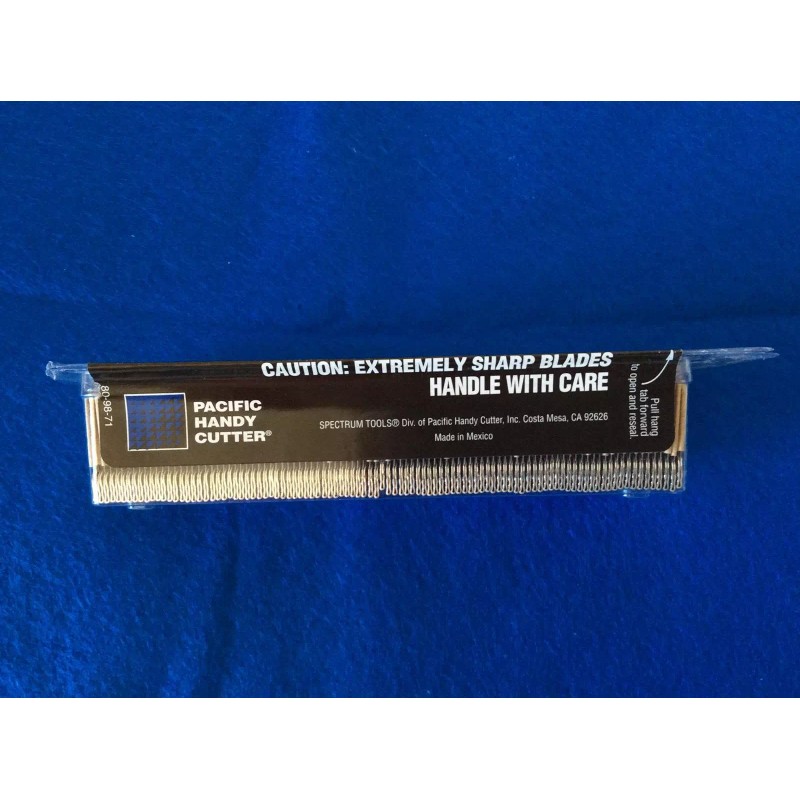 CAUTION: EXTREMELY SHARP BLADES
HANDLE WITH CARE
PACIFIC
HANDY
CUTTER®
SPECTRUM TOOLS® Div. of Pacific Handy Cutter, Inc. Costa Mesa, CA 92626
Made in Mexico
80-98-71
Pull hang
tab forward
to open and reseal.